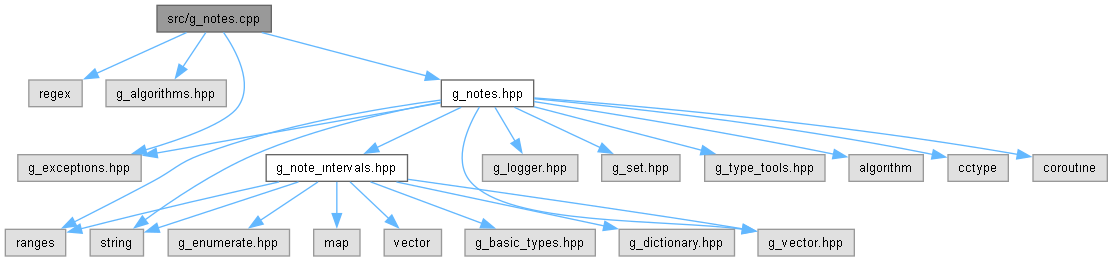 src/g_notes.cpp
regex
g_algorithms.hpp
g_notes.hpp
g_exceptions.hpp
g_note_intervals.hpp
g_logger.hpp
g_set.hpp
g_type_tools.hpp
algorithm
cctype
coroutine
ranges
string
g_enumerate.hpp
map
vector
g_basic_types.hpp
g_dictionary.hpp
g_vector.hpp